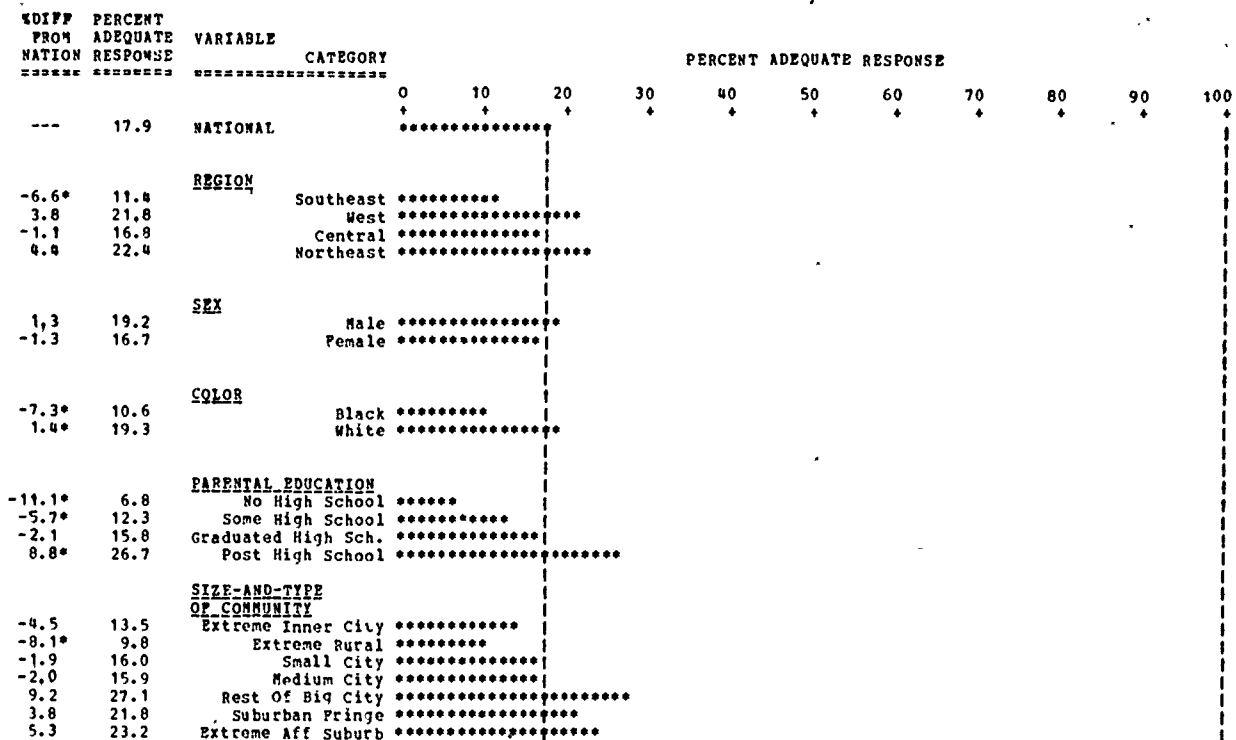 %DIFF PERCENT
FROM ADEQUATE VARIABLE
NATION RESPONSE CATEGORY PERCENT ADEQUATE RESPONSE
====== ======== ===================
0 10 20 30 40 50 60 70 80 90 100
+ + + + + + + + + + +
--- 17.9 NATIONAL ******************
REGION
-6.6* 11.4 Southeast ***********
3.8 21.8 West **********************
-1.1 16.8 Central *****************
4.4 22.4 Northeast **********************
SEX
1.3 19.2 Male *******************
-1.3 16.7 Female *****************
COLOR
-7.3* 10.6 Black ***********
1.4* 19.3 White *******************
PARENTAL EDUCATION
-11.1* 6.8 No High School *******
-5.7* 12.3 Some High School ************
-2.1 15.8 Graduated High Sch. ****************
8.8* 26.7 Post High School ***************************
SIZE-AND-TYPE
OF COMMUNITY
-4.5 13.5 Extreme Inner City **************
-8.1* 9.8 Extreme Rural **********
-1.9 16.0 Small City ****************
-2.0 15.9 Medium City ****************
9.2 27.1 Rest Of Big City ***************************
3.8 21.8 Suburban Fringe **********************
5.3 23.2 Extreme Aff Suburb ***********************